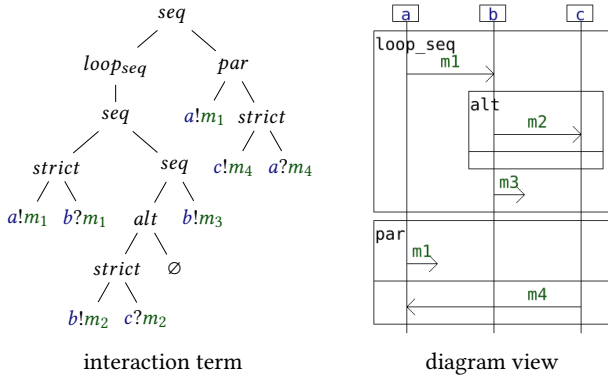 seq
loop_seq par
seq a!m₁ strict
strict seq c!m₄ a?m₄
a!m₁ b?m₁ alt b!m₃
strict ∅
b!m₂ c?m₂
interaction term
a b c
loop_seq
m1
alt
m2
m3
par
m1
m4
diagram view